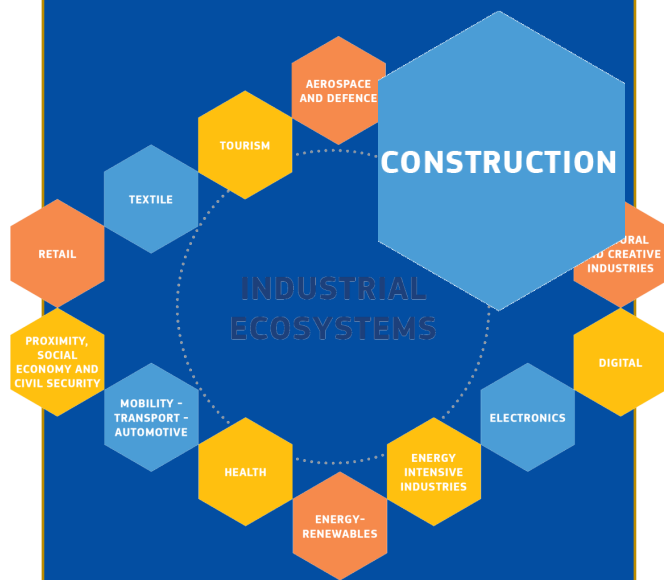 AEROSPACE
AND DEFENCE
CONSTRUCTION
TOURISM
TEXTILE
RETAIL
INDUSTRIES
CREATIVE
INDUSTRIAL
ECOSYSTEMS
PROXIMITY,
SOCIAL
ECONOMY AND
CIVIL SECURITY
DIGITAL
MOBILITY -
TRANSPORT -
AUTOMOTIVE
ELECTRONICS
HEALTH
ENERGY
INTENSIVE
INDUSTRIES
ENERGY-
RENEWABLES